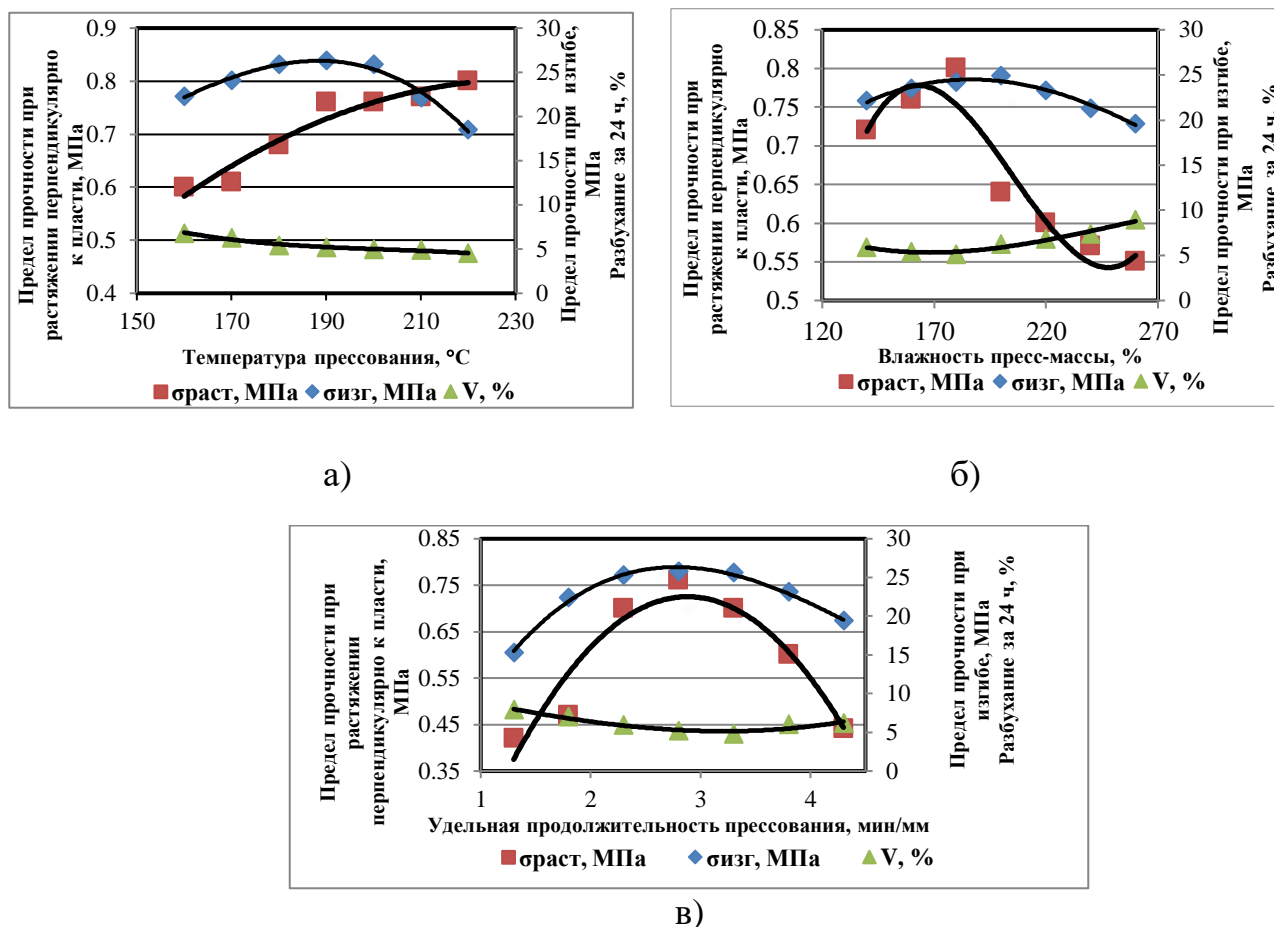 Предел прочности при
растяжении перпендикулярно
к пласти, МПа
0.9
0.8
0.7
0.6
0.5
0.4
30
25
20
15
10
5
0
Предел прочности при изгибе,
МПа
Разбухание за 24 ч, %
150 170 190 210 230
Температура прессования, °С
σраст, МПа σизг, МПа V, %
а)
Предел прочности при
растяжении перпендикулярно
к пласти, МПа
0.85
0.8
0.75
0.7
0.65
0.6
0.55
0.5
30
25
20
15
10
5
0
Предел прочности при изгибе,
МПа
Разбухание за 24 ч, %
120 170 220 270
Влажность пресс-массы, %
σраст, МПа σизг, МПа V, %
б)
Предел прочности при
растяжении
перпендикулярно к пласти,
МПа
0.85
0.75
0.65
0.55
0.45
0.35
30
25
20
15
10
5
0
Предел прочности при
изгибе, МПа
Разбухание за 24 ч, %
1 2 3 4
Удельная продолжительность прессования, мин/мм
σраст, МПа σизг, МПа V, %
в)